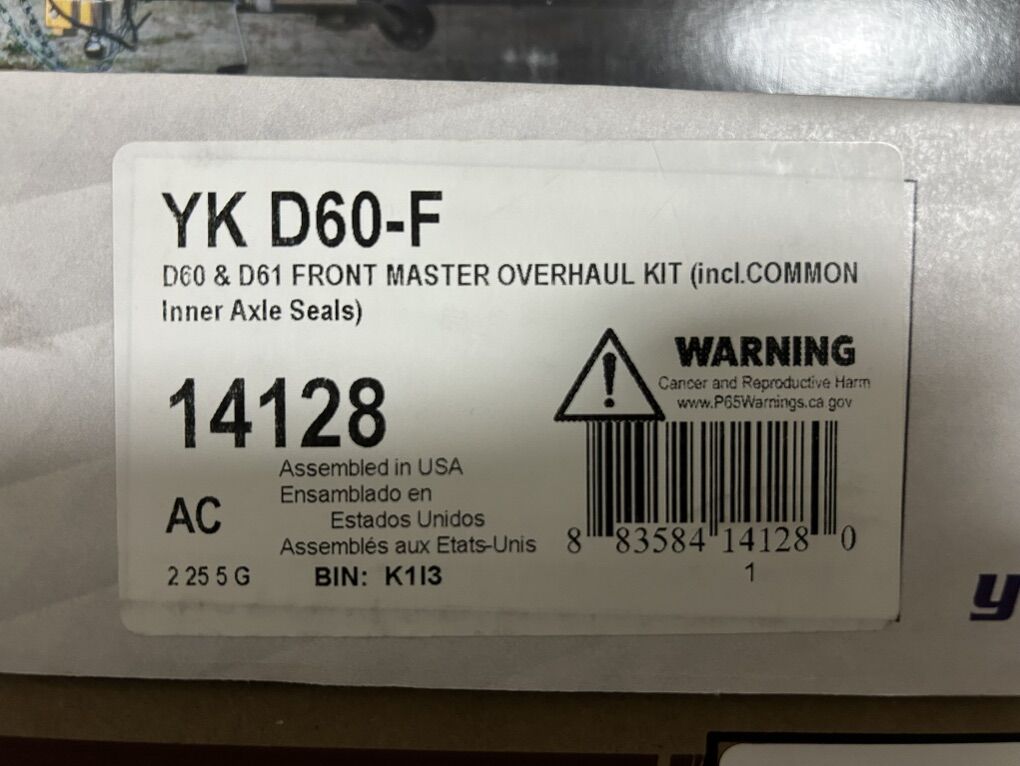 YK D60-F
D60 & D61 FRONT MASTER OVERHAUL KIT (incl.COMMON
Inner Axle Seals)
WARNING
Cancer and Reproductive Harm
www.P65Warnings.ca.gov
14128
Assembled in USA
Ensamblado en
Estados Unidos
Assemblés aux Etats-Unis
AC
2 25 5 G
BIN: K1I3
8 83584 14128 0
1
y